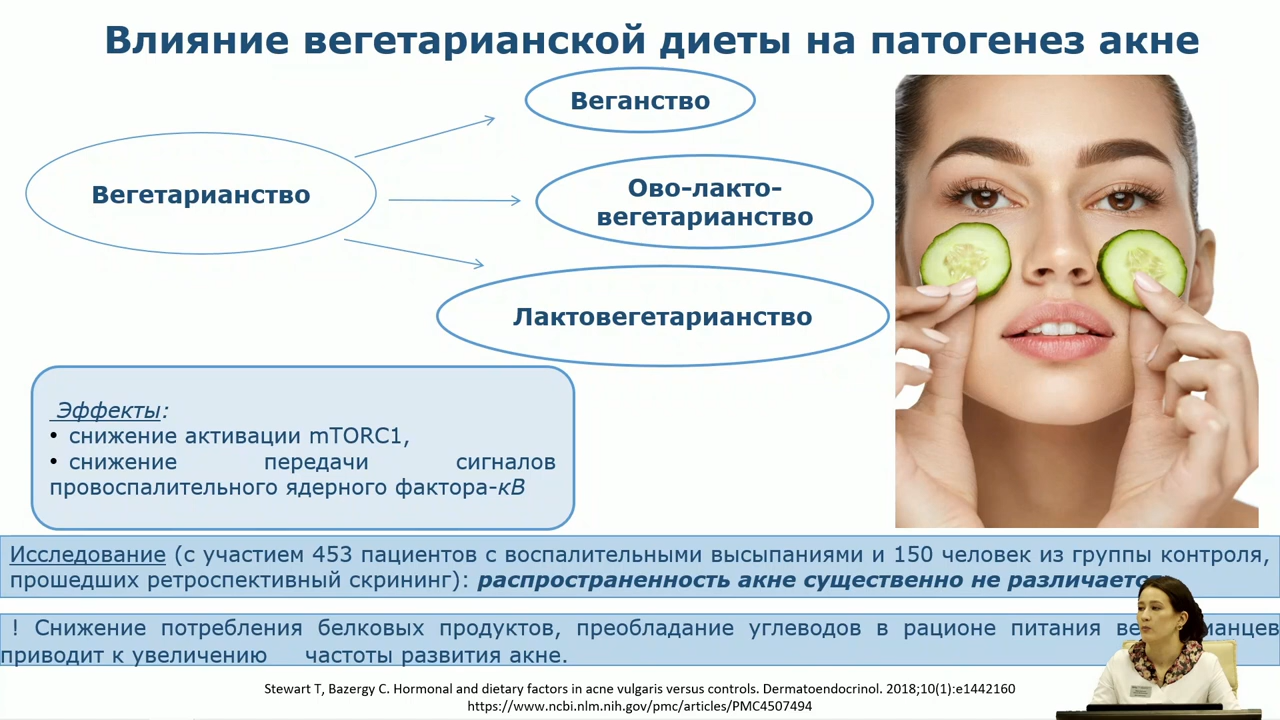 Влияние вегетарианской диеты на патогенез акне
Веганство
Вегетарианство
Ово-лакто-
вегетарианство
Лактовегетарианство
Эффекты:
• снижение активации mTORC1,
• снижение передачи сигналов
провоспалительного ядерного фактора-кВ
Исследование (с участием 453 пациентов с воспалительными высыпаниями и 150 человек из группы контроля,
прошедших ретроспективный скрининг): распространенность акне существенно не различается
! Снижение потребления белковых продуктов, преобладание углеводов в рационе питания
приводит к увеличению частоты развития акне.
Stewart T, Bazergy C. Hormonal and dietary factors in acne vulgaris versus controls. Dermatoendocrinol. 2018;10(1):e1442160
https://www.ncbi.nlm.nih.gov/pmc/articles/PMC4507494